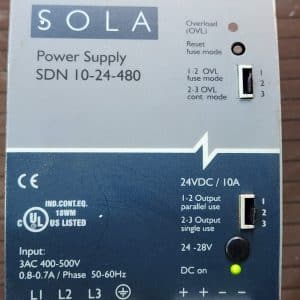 SOLA
Power Supply
SDN 10-24-480
Overload
(OVL)
Reset
fuse mode
1-2 OVL
fuse mode
2-3 OVL
cont. mode
1
2
3
24VDC / 10A
1-2 Output
parallel use
2-3 Output
single use
1
2
3
24 -28V
DC on
CE
IND.CONT.EQ.
18WM
C UL US LISTED
Input:
3AC 400-500V
0.8-0.7A / Phase 50-60Hz
L1 L2 L3
+ + - -